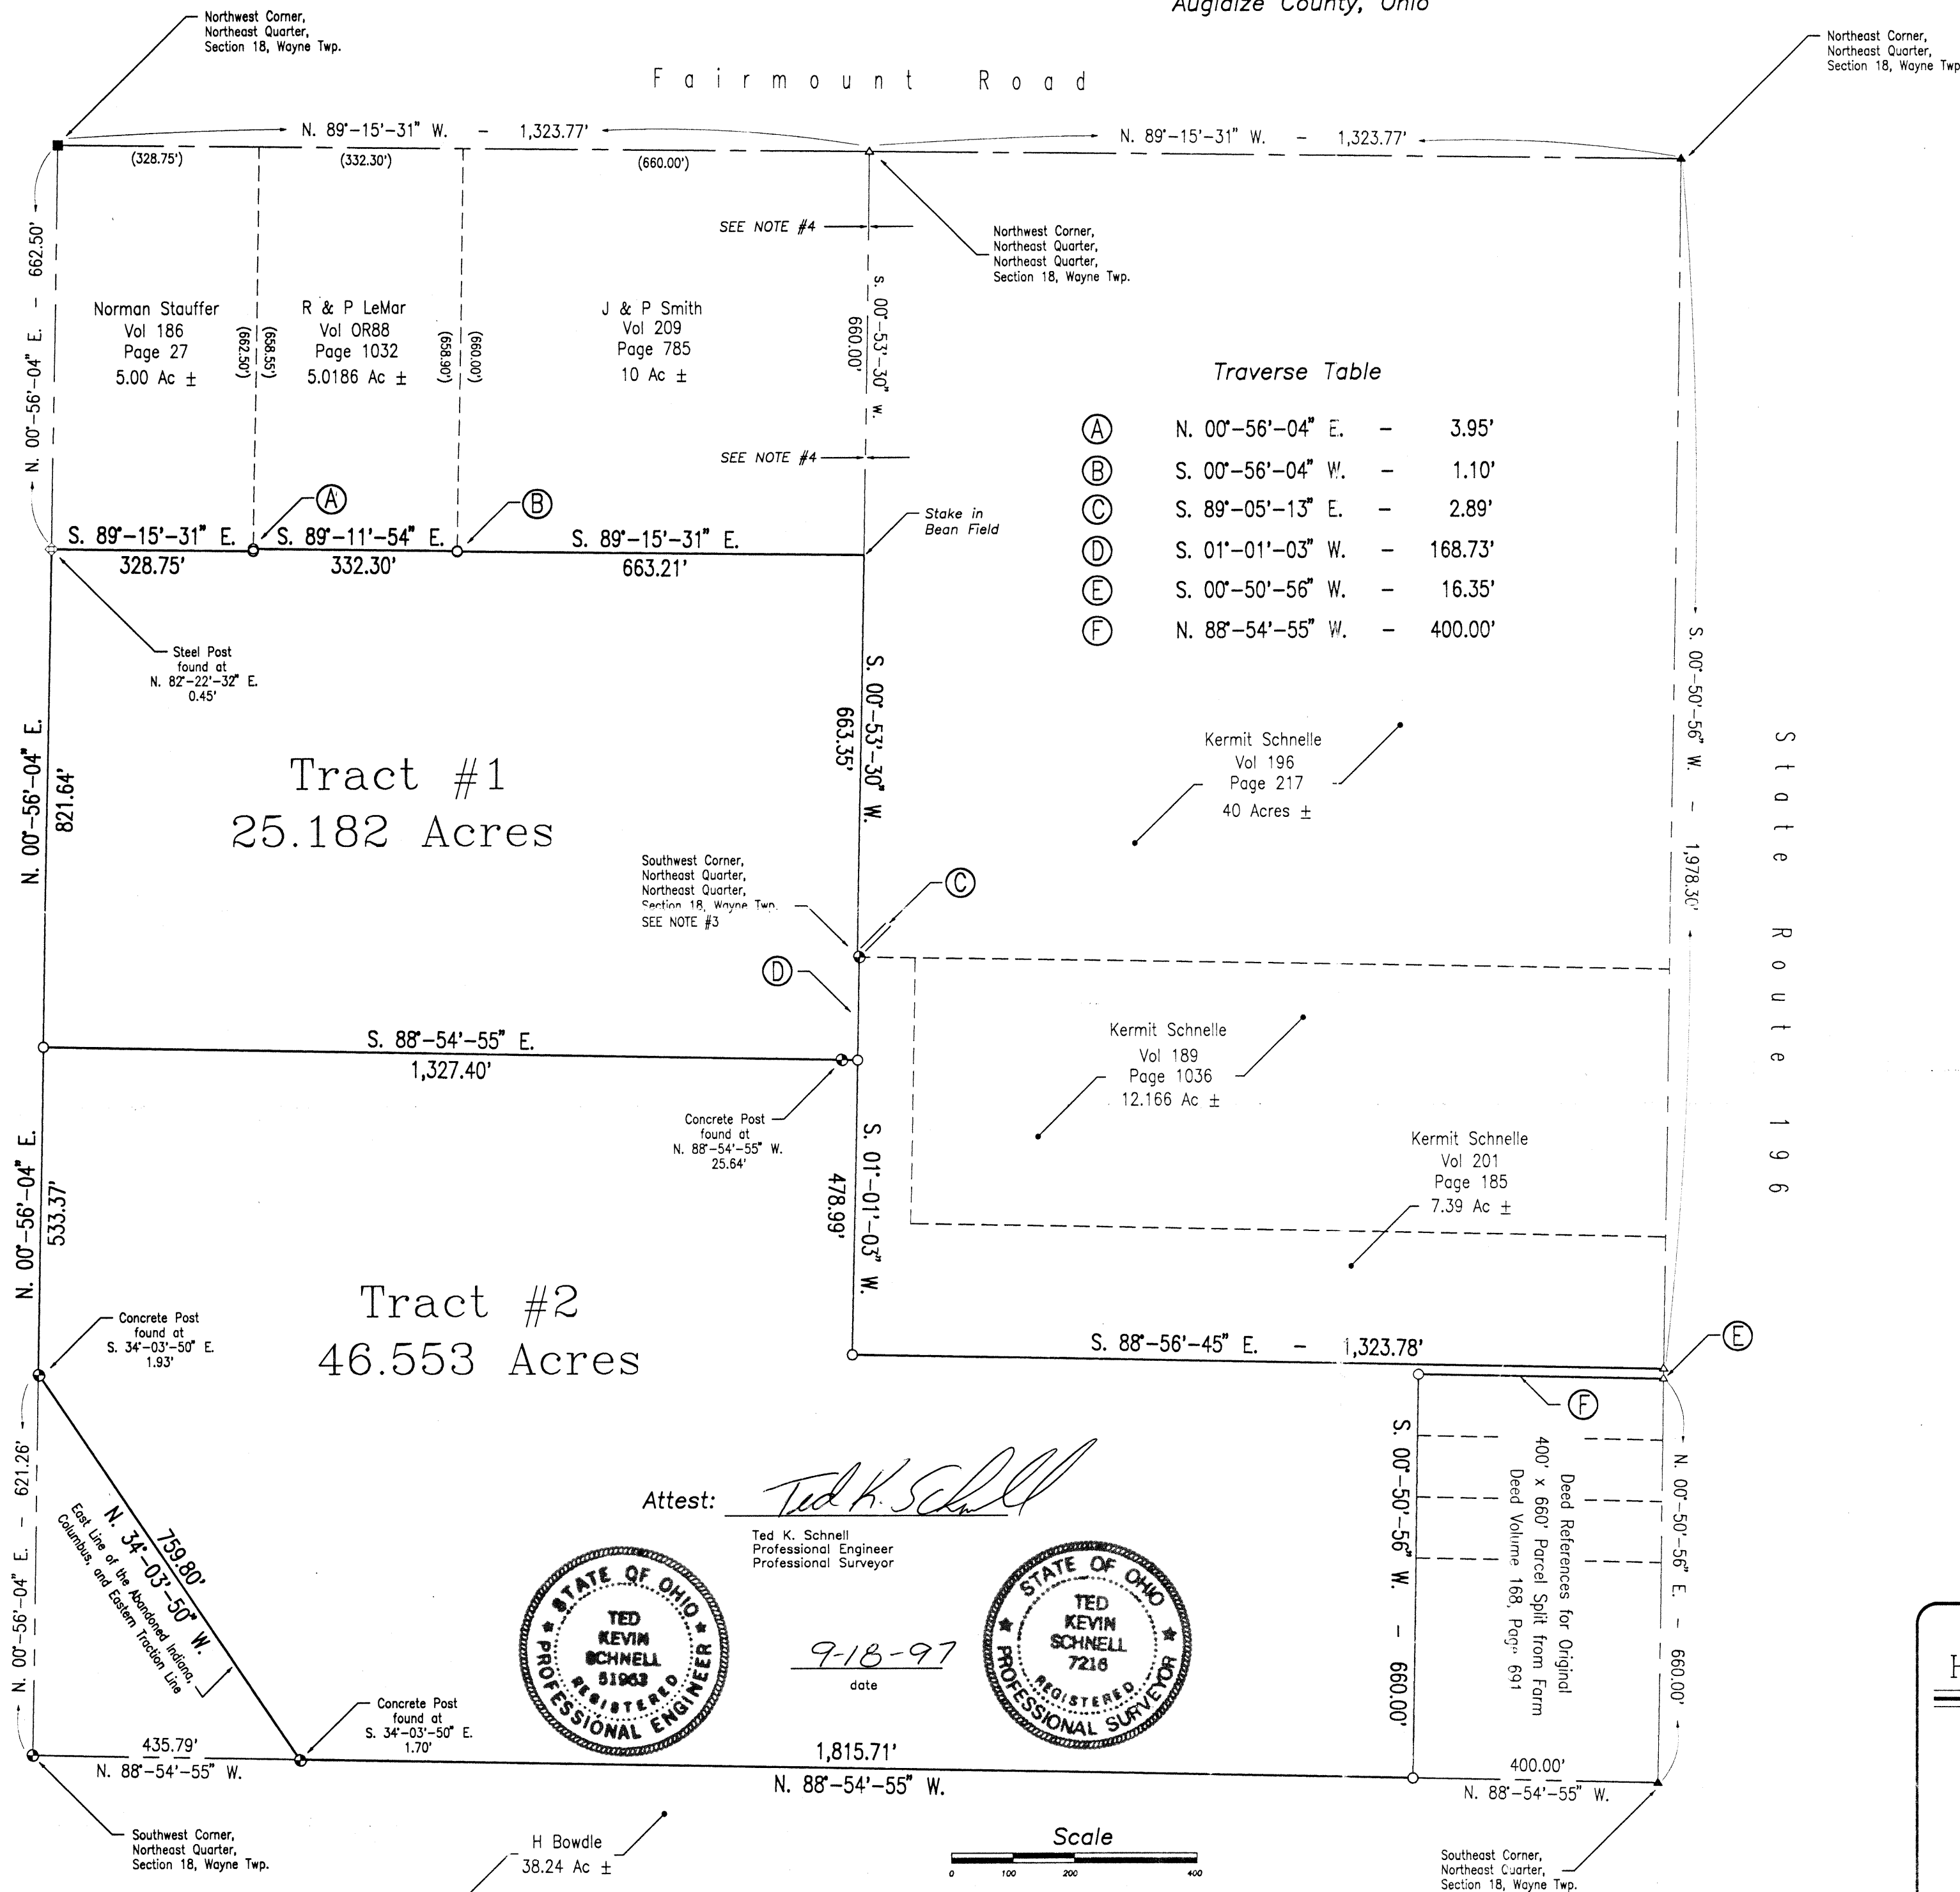 Auglaize County, Ohio
Northwest Corner,
Northeast Quarter,
Section 18, Wayne Twp.
Northeast Corner,
Northeast Quarter,
Section 18, Wayne Twp
Fairmount Road
N. 89°-15'-31" W. - 1,323.77'
N. 89°-15'-31" W. - 1,323.77'
(328.75')
(332.30')
(660.00')
SEE NOTE #4
Northwest Corner,
Northeast Quarter,
Northeast Quarter,
Section 18, Wayne Twp.
N. 00°-56'-04" E. - 662.50'
Norman Stauffer
Vol 186
Page 27
5.00 Ac ±
(662.50')
(658.55')
R & P LeMar
Vol OR88
Page 1032
5.0186 Ac ±
(658.90')
(660.00')
J & P Smith
Vol 209
Page 785
10 Ac ±
S. 00°-53'-30" W.
660.00'
SEE NOTE #4
Traverse Table
A N. 00°-56'-04" E. - 3.95'
B S. 00°-56'-04" W. - 1.10'
C S. 89°-05'-13" E. - 2.89'
D S. 01°-01'-03" W. - 168.73'
E S. 00°-50'-56" W. - 16.35'
F N. 88°-54'-55" W. - 400.00'
A
B
Stake in
Bean Field
S. 89°-15'-31" E.
328.75'
S. 89°-11'-54" E.
332.30'
S. 89°-15'-31" E.
663.21'
Steel Post
found at
N. 82°-22'-32" E.
0.45'
N. 00°-56'-04" E.
821.64'
Tract #1
25.182 Acres
S. 00°-53'-30" W.
663.35'
Kermit Schnelle
Vol 196
Page 217
40 Acres ±
S. 00°-50'-56" W. - 1,978.30'
State Route 196
Southwest Corner,
Northeast Quarter,
Northeast Quarter,
Section 18, Wayne Twp.
SEE NOTE #3
C
D
S. 88°-54'-55" E.
1,327.40'
Concrete Post
found at
N. 88°-54'-55" W.
25.64'
Kermit Schnelle
Vol 189
Page 1036
12.166 Ac ±
Kermit Schnelle
Vol 201
Page 185
7.39 Ac ±
N. 00°-56'-04" E.
533.37'
S. 01°-01'-03" W.
478.99'
Tract #2
46.553 Acres
Concrete Post
found at
S. 34°-03'-50" E.
1.93'
S. 88°-56'-45" E. - 1,323.78'
E
F
N. 00°-56'-04" E. - 621.26'
759.80'
N. 34°-03'-50" W.
East Line of the Abandoned Indiana,
Columbus, and Eastern Traction Line
Attest: Ted K. Schnell
Ted K. Schnell
Professional Engineer
Professional Surveyor
STATE OF OHIO
TED
KEVIN
SCHNELL
51963
REGISTERED
PROFESSIONAL ENGINEER
9-18-97
date
STATE OF OHIO
TED
KEVIN
SCHNELL
7216
REGISTERED
PROFESSIONAL SURVEYOR
S. 00°-50'-56" W. - 660.00'
Deed References for Original
400' x 660' Parcel Split from Farm
Deed Volume 168, Page 691
N. 00°-50'-56" E. - 660.00'
Concrete Post
found at
S. 34°-03'-50" E.
1.70'
435.79'
N. 88°-54'-55" W.
1,815.71'
N. 88°-54'-55" W.
400.00'
N. 88°-54'-55" W.
Southwest Corner,
Northeast Quarter,
Section 18, Wayne Twp.
H Bowdle
38.24 Ac ±
Scale
0 100 200 400
Southeast Corner,
Northeast Quarter,
Section 18, Wayne Twp.
H